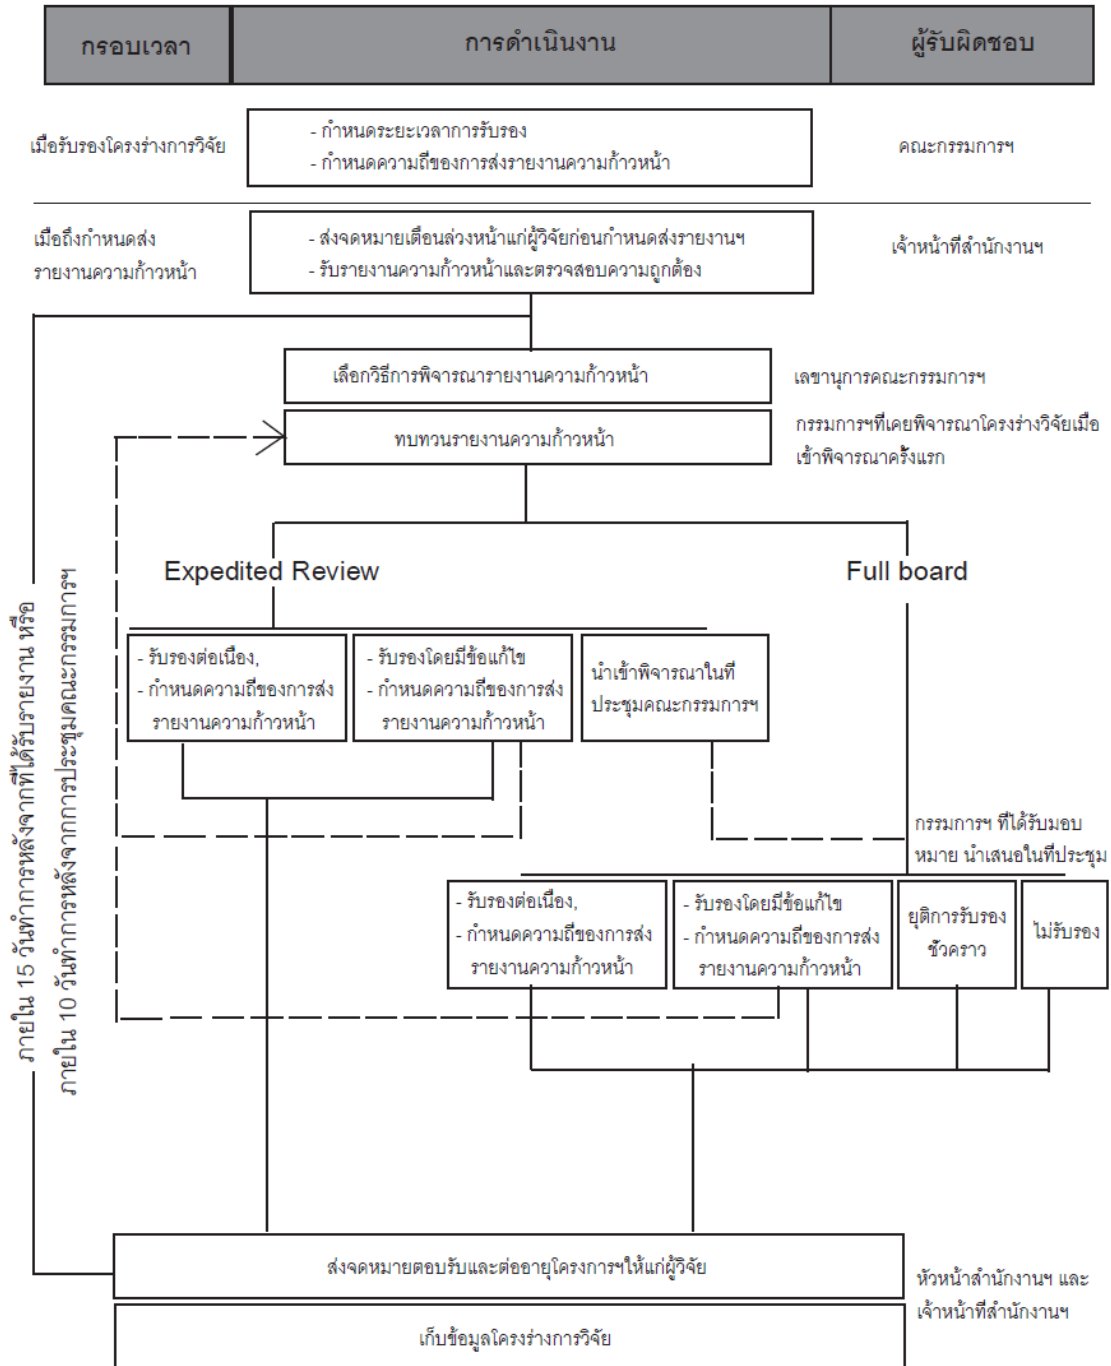 กรอบเวลา
การดำเนินงาน
ผู้รับผิดชอบ
เมื่อรับรองโครงร่างการวิจัย
- กำหนดระยะเวลาการรับรอง
- กำหนดความถี่ของการส่งรายงานความก้าวหน้า
คณะกรรมการฯ
เมื่อถึงกำหนดส่ง
รายงานความก้าวหน้า
- ส่งจดหมายเตือนล่วงหน้าแก่ผู้วิจัยก่อนกำหนดส่งรายงานฯ
- รับรายงานความก้าวหน้าและตรวจสอบความถูกต้อง
เจ้าหน้าที่สำนักงานฯ
เลือกวิธีการพิจารณารายงานความก้าวหน้า
เลขานุการคณะกรรมการฯ
ทบทวนรายงานความก้าวหน้า
กรรมการฯที่เคยพิจารณาโครงร่างวิจัยเมื่อ
เข้าพิจารณาครั้งแรก
Expedited Review
Full board
ภายใน 15 วันทำการหลังจากที่ได้รับรายงาน หรือ
ภายใน 10 วันทำการหลังจากการประชุมคณะกรรมการฯ
- รับรองต่อเนื่อง,
- กำหนดความถี่ของการส่ง
รายงานความก้าวหน้า
- รับรองโดยมีข้อแก้ไข
- กำหนดความถี่ของการส่ง
รายงานความก้าวหน้า
นำเข้าพิจารณาในที่
ประชุมคณะกรรมการฯ
กรรมการฯ ที่ได้รับมอบ
หมาย นำเสนอในที่ประชุม
- รับรองต่อเนื่อง,
- กำหนดความถี่ของการส่ง
รายงานความก้าวหน้า
- รับรองโดยมีข้อแก้ไข
- กำหนดความถี่ของการส่ง
รายงานความก้าวหน้า
ยุติการรับรอง
ชั่วคราว
ไม่รับรอง
ส่งจดหมายตอบรับและต่ออายุโครงการฯให้แก่ผู้วิจัย
หัวหน้าสำนักงานฯ และ
เจ้าหน้าที่สำนักงานฯ
เก็บข้อมูลโครงร่างการวิจัย